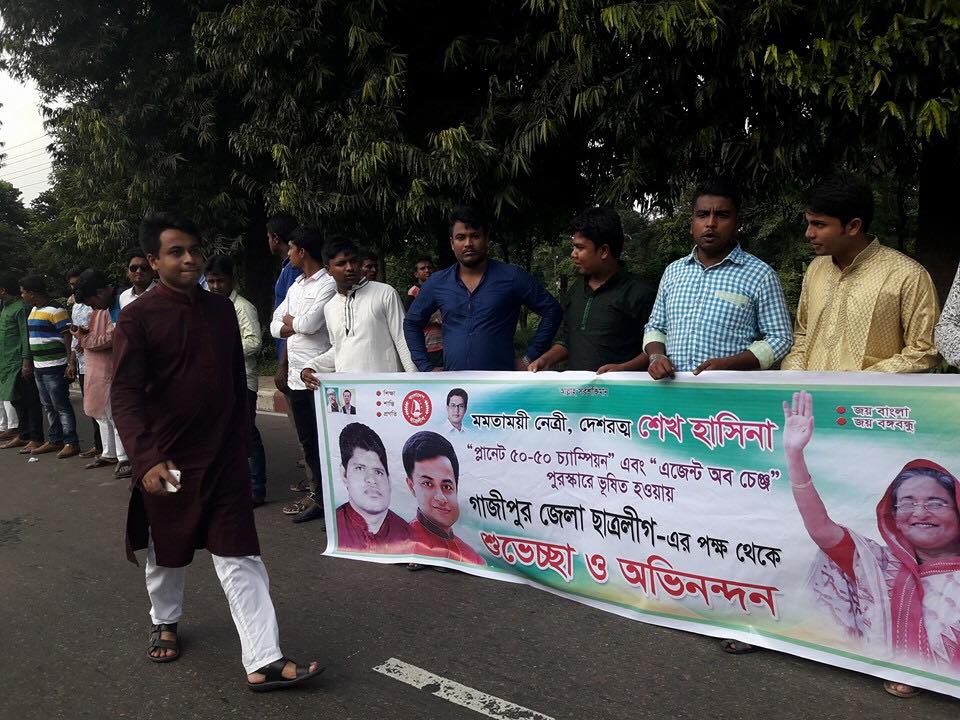 শিক্ষা
শান্তি
প্রগতি
জয় বাংলা
জয় বঙ্গবন্ধু
মমতাময়ী নেত্রী, দেশরত্ন শেখ হাসিনা
"প্লানেট ৫০-৫০ চ্যাম্পিয়ন" এবং "এজেন্ট অব চেঞ্জ"
পুরস্কারে ভূষিত হওয়ায়
গাজীপুর জেলা ছাত্রলীগ-এর পক্ষ থেকে
শুভেচ্ছা ও অভিনন্দন